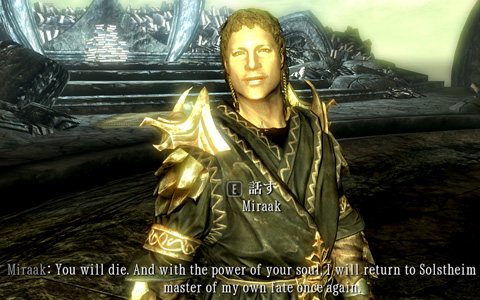 E 話す
Miraak
Miraak: You will die. And with the power of your soul, I will return to Solstheim
master of my own fate once again.